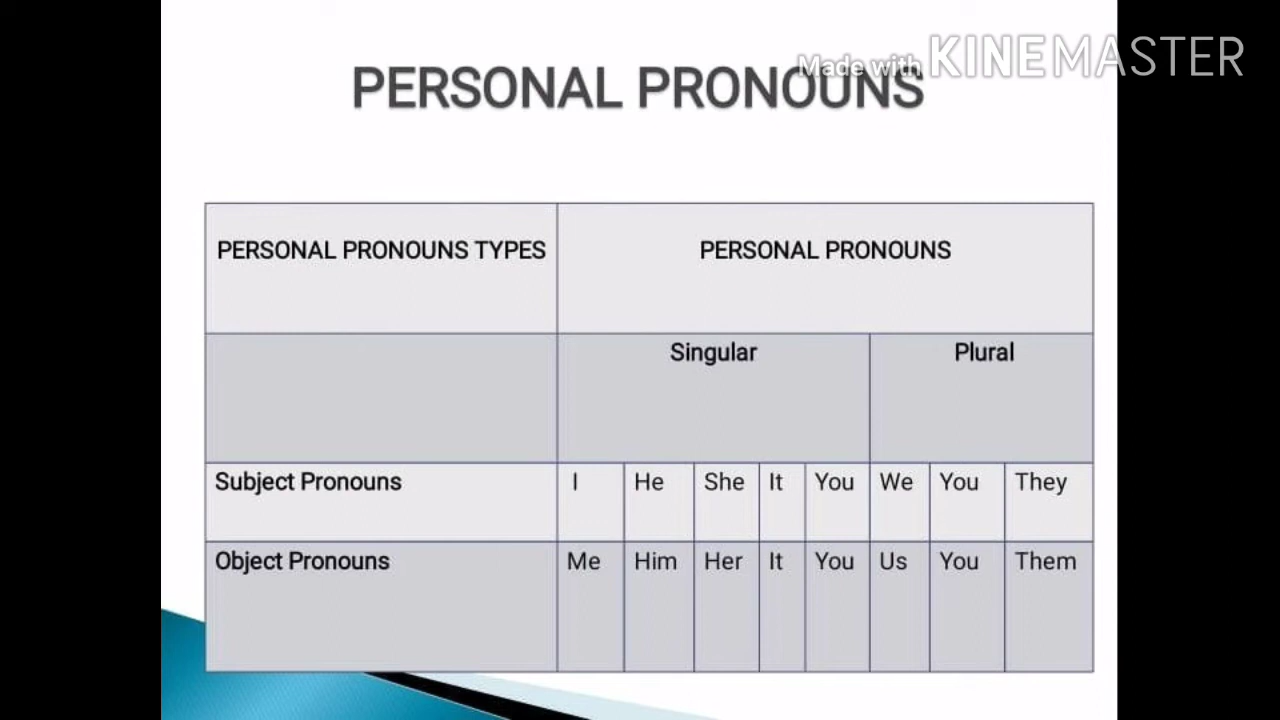 Made with KINEMASTER
PERSONAL PRONOUNS
PERSONAL PRONOUNS TYPES PERSONAL PRONOUNS
Singular Plural
Subject Pronouns I He She It You We You They
Object Pronouns Me Him Her It You Us You Them